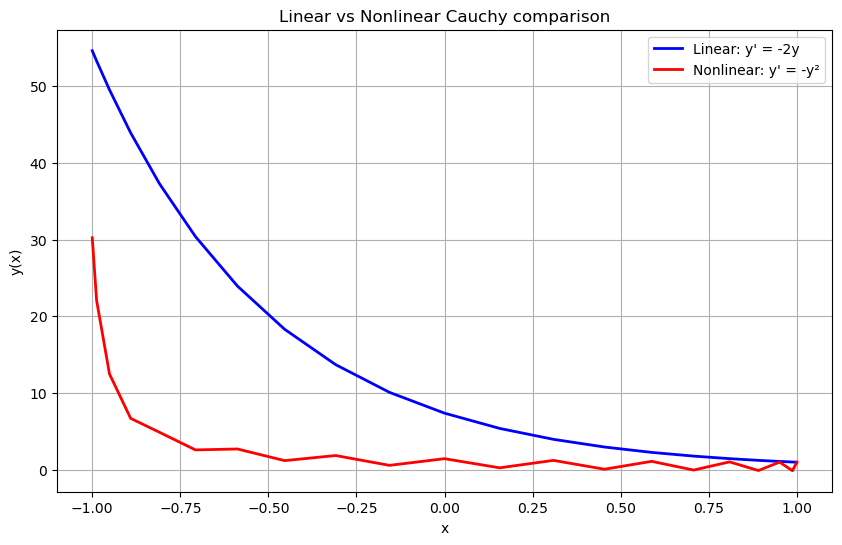 Linear vs Nonlinear Cauchy comparison
Linear: y' = -2y
Nonlinear: y' = -y²
50
40
30
20
10
0
y(x)
−1.00 −0.75 −0.50 −0.25 0.00 0.25 0.50 0.75 1.00
x